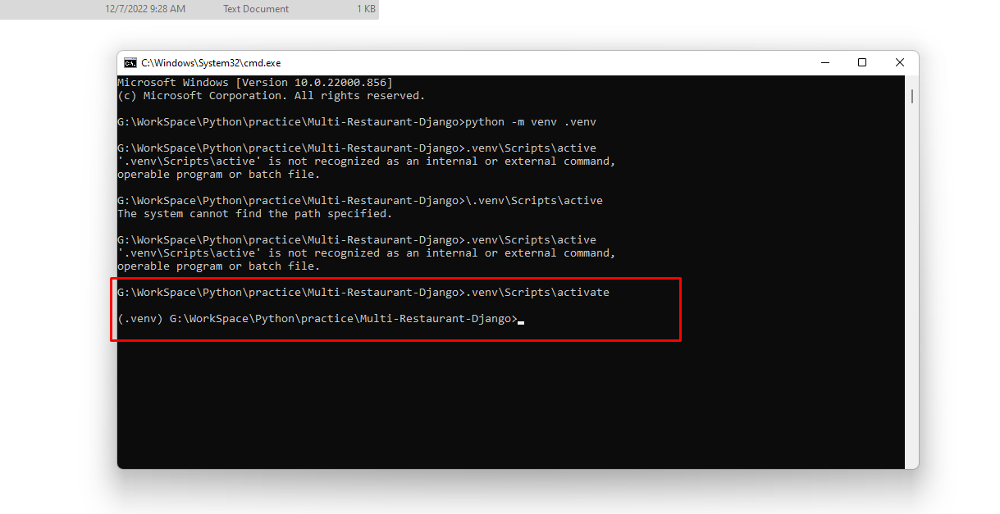 12/7/2022 9:28 AM Text Document 1 KB
C:\Windows\System32\cmd.exe
Microsoft Windows [Version 10.0.22000.856]
(c) Microsoft Corporation. All rights reserved.
G:\WorkSpace\Python\practice\Multi-Restaurant-Django>python -m venv .venv
G:\WorkSpace\Python\practice\Multi-Restaurant-Django>.venv\Scripts\active
'.venv\Scripts\active' is not recognized as an internal or external command,
operable program or batch file.
G:\WorkSpace\Python\practice\Multi-Restaurant-Django>\.venv\Scripts\active
The system cannot find the path specified.
G:\WorkSpace\Python\practice\Multi-Restaurant-Django>.venv\Scripts\active
'.venv\Scripts\active' is not recognized as an internal or external command,
operable program or batch file.
G:\WorkSpace\Python\practice\Multi-Restaurant-Django>.venv\Scripts\activate
(.venv) G:\WorkSpace\Python\practice\Multi-Restaurant-Django>